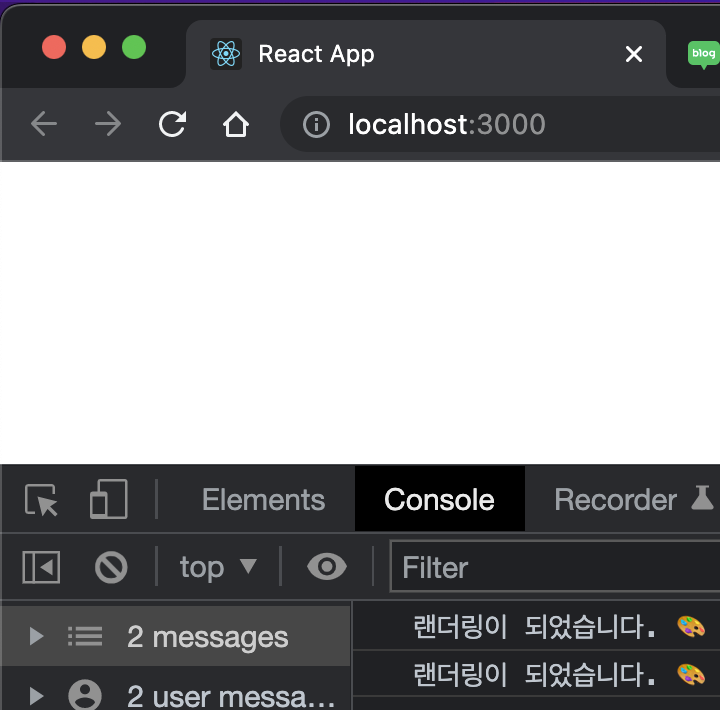 React App
blog
localhost:3000
Elements Console Recorder
top Filter
2 messages
랜더링이 되었습니다. 🎨
2 user messa...
랜더링이 되었습니다. 🎨